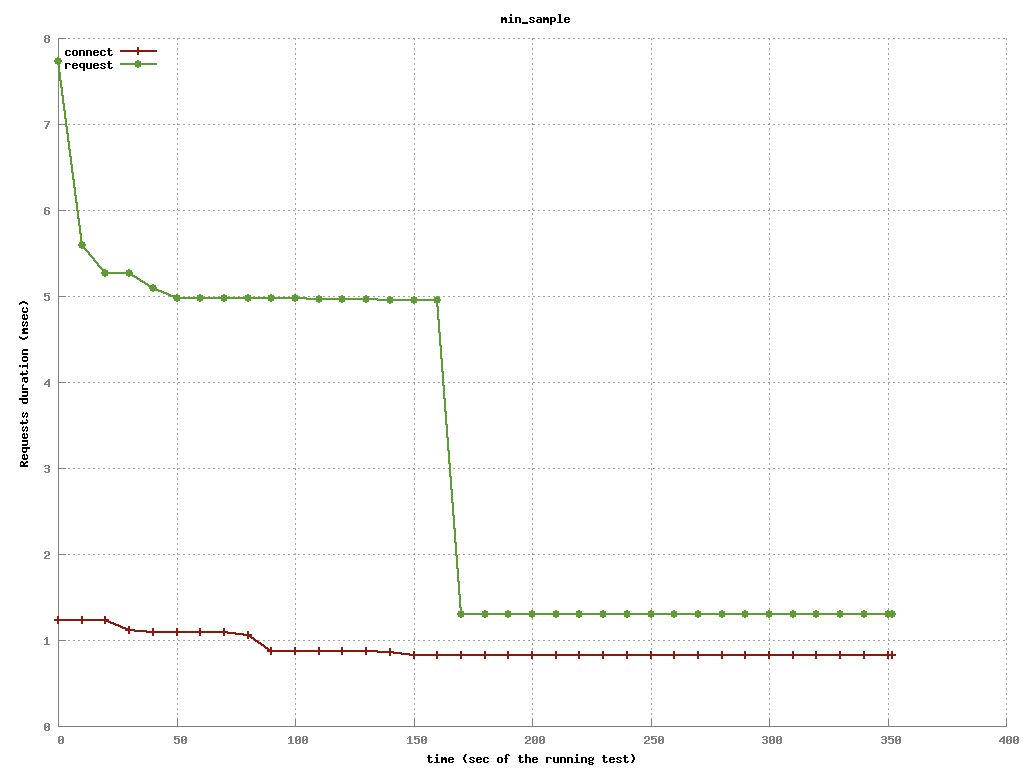 min_sample
connect
request
8
7
6
5
4
3
2
1
0
Requests duration (msec)
0 50 100 150 200 250 300 350 400
time (sec of the running test)